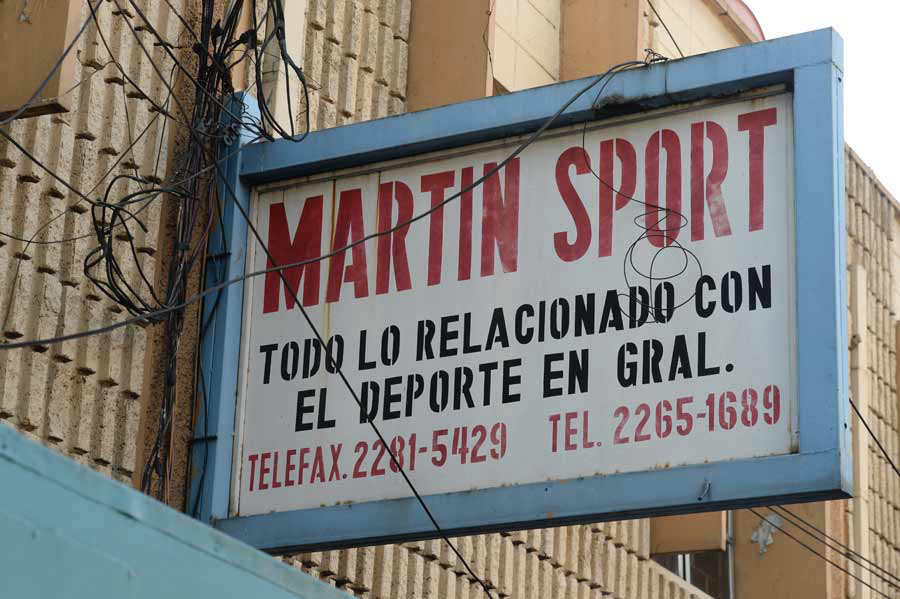 MARTIN SPORT
TODO LO RELACIONADO CON
EL DEPORTE EN GRAL.
TELEFAX. 2281-5429 TEL. 2265-1689